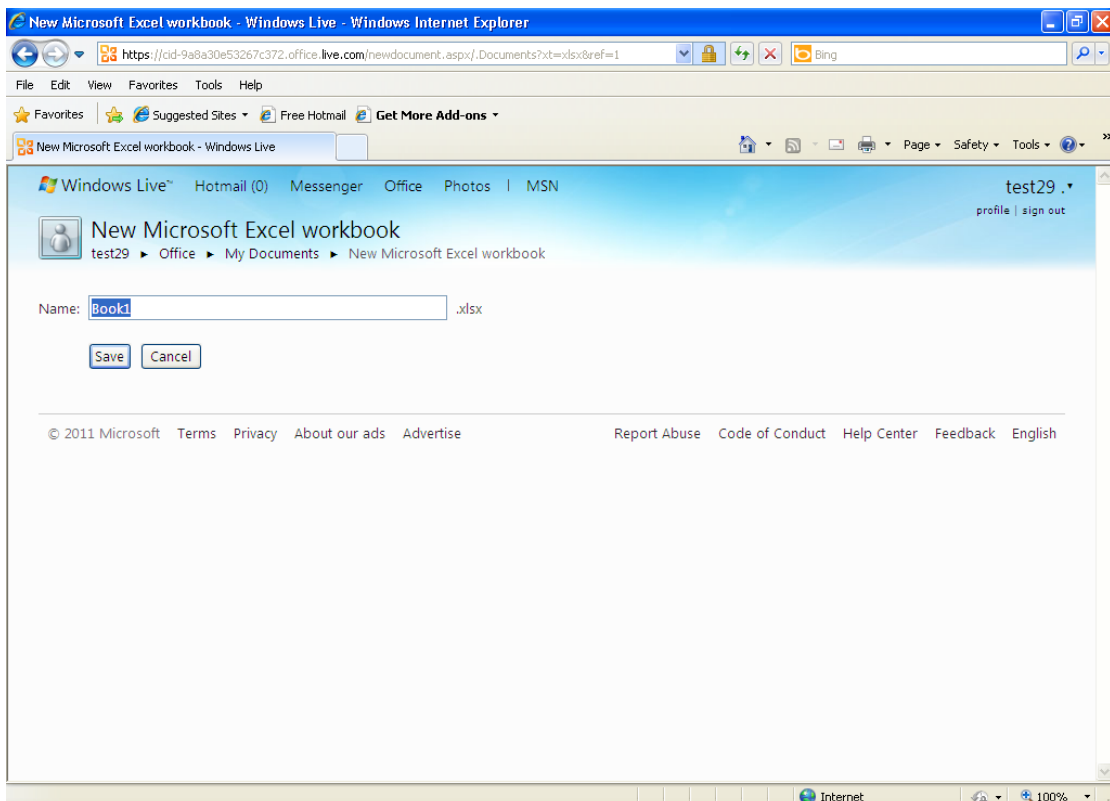 New Microsoft Excel workbook - Windows Live - Windows Internet Explorer
https://cid-9a8a30e53267c372.office.live.com/newdocument.aspx/.Documents?xt=xlsx&ref=1 Bing
File Edit View Favorites Tools Help
Favorites Suggested Sites Free Hotmail Get More Add-ons
New Microsoft Excel workbook - Windows Live Page Safety Tools »
Windows Live™ Hotmail (0) Messenger Office Photos | MSN test29 .
profile | sign out
New Microsoft Excel workbook
test29 ► Office ► My Documents ► New Microsoft Excel workbook
Name: Book1 .xlsx
Save Cancel
© 2011 Microsoft Terms Privacy About our ads Advertise Report Abuse Code of Conduct Help Center Feedback English
Internet 100%